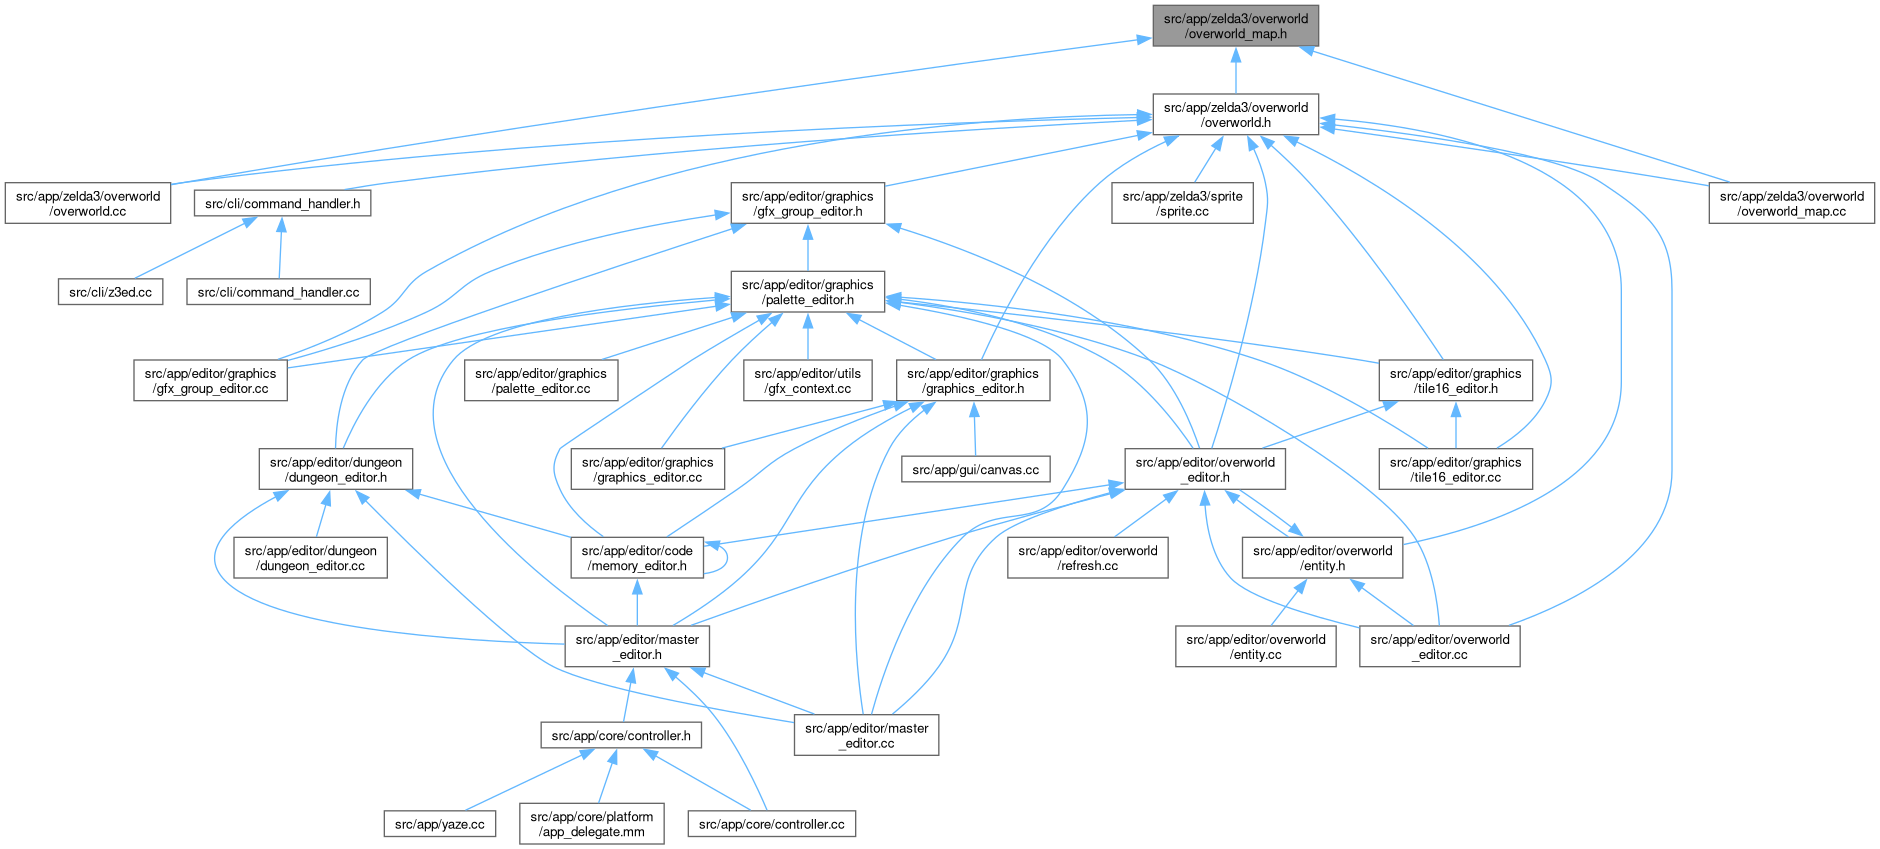 src/app/zelda3/overworld
/overworld_map.h
src/app/zelda3/overworld
/overworld.h
src/app/zelda3/overworld
/overworld.cc
src/cli/command_handler.h
src/app/editor/graphics
/gfx_group_editor.h
src/app/zelda3/sprite
/sprite.cc
src/app/zelda3/overworld
/overworld_map.cc
src/cli/z3ed.cc
src/cli/command_handler.cc
src/app/editor/graphics
/palette_editor.h
src/app/editor/graphics
/gfx_group_editor.cc
src/app/editor/graphics
/palette_editor.cc
src/app/editor/utils
/gfx_context.cc
src/app/editor/graphics
/graphics_editor.h
src/app/editor/graphics
/tile16_editor.h
src/app/editor/dungeon
/dungeon_editor.h
src/app/editor/graphics
/graphics_editor.cc
src/app/gui/canvas.cc
src/app/editor/overworld
_editor.h
src/app/editor/graphics
/tile16_editor.cc
src/app/editor/dungeon
/dungeon_editor.cc
src/app/editor/code
/memory_editor.h
src/app/editor/overworld
/refresh.cc
src/app/editor/overworld
/entity.h
src/app/editor/master
_editor.h
src/app/editor/overworld
/entity.cc
src/app/editor/overworld
_editor.cc
src/app/core/controller.h
src/app/editor/master
_editor.cc
src/app/yaze.cc
src/app/core/platform
/app_delegate.mm
src/app/core/controller.cc